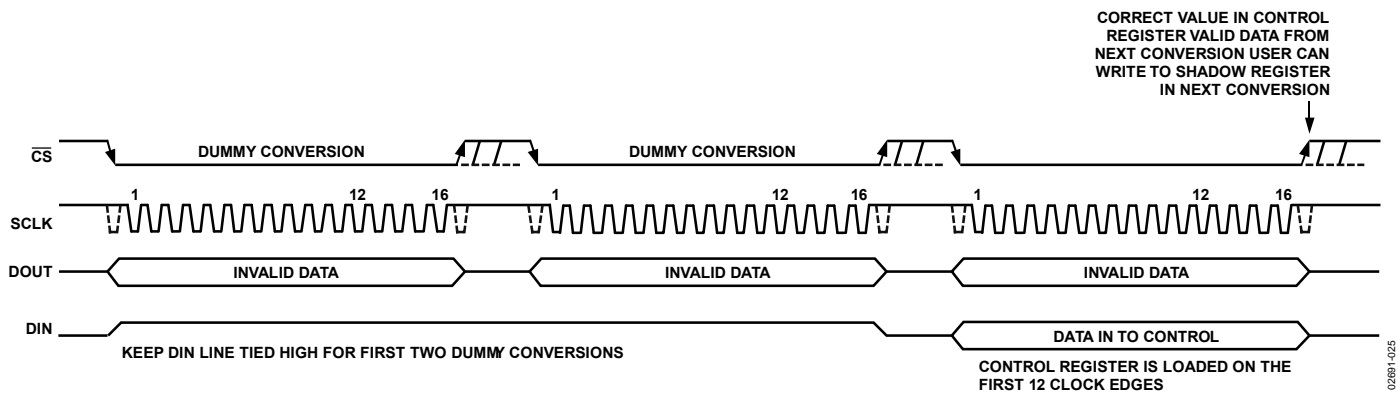 CORRECT VALUE IN CONTROL
REGISTER VALID DATA FROM
NEXT CONVERSION USER CAN
WRITE TO SHADOW REGISTER
IN NEXT CONVERSION
CS DUMMY CONVERSION DUMMY CONVERSION
1 12 16 1 12 16 1 12 16
SCLK
DOUT INVALID DATA INVALID DATA INVALID DATA
DIN DATA IN TO CONTROL
KEEP DIN LINE TIED HIGH FOR FIRST TWO DUMMY CONVERSIONS
CONTROL REGISTER IS LOADED ON THE
FIRST 12 CLOCK EDGES
02691-025